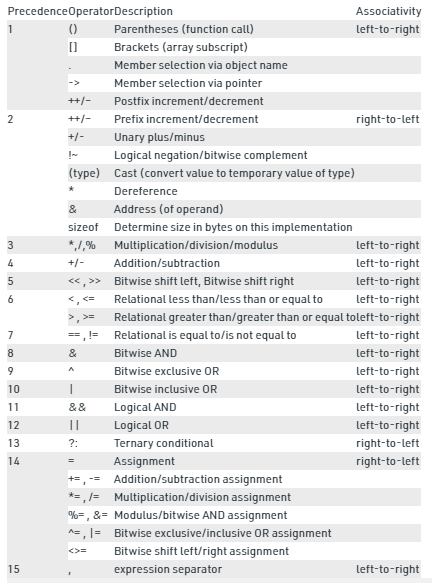 Precedence Operator Description Associativity
1 () Parentheses (function call) left-to-right
[] Brackets (array subscript)
. Member selection via object name
-> Member selection via pointer
++/- Postfix increment/decrement
2 ++/- Prefix increment/decrement right-to-left
+/- Unary plus/minus
!~ Logical negation/bitwise complement
(type) Cast (convert value to temporary value of type)
* Dereference
& Address (of operand)
sizeof Determine size in bytes on this implementation
3 *,/,% Multiplication/division/modulus left-to-right
4 +/- Addition/subtraction left-to-right
5 << , >> Bitwise shift left, Bitwise shift right left-to-right
6 < , <= Relational less than/less than or equal to left-to-right
> , >= Relational greater than/greater than or equal to left-to-right
7 == , != Relational is equal to/is not equal to left-to-right
8 & Bitwise AND left-to-right
9 ^ Bitwise exclusive OR left-to-right
10 | Bitwise inclusive OR left-to-right
11 && Logical AND left-to-right
12 || Logical OR left-to-right
13 ?: Ternary conditional right-to-left
14 = Assignment right-to-left
+= , -= Addition/subtraction assignment
*= , /= Multiplication/division assignment
%= , &= Modulus/bitwise AND assignment
^= , |= Bitwise exclusive/inclusive OR assignment
<>= Bitwise shift left/right assignment
15 , expression separator left-to-right